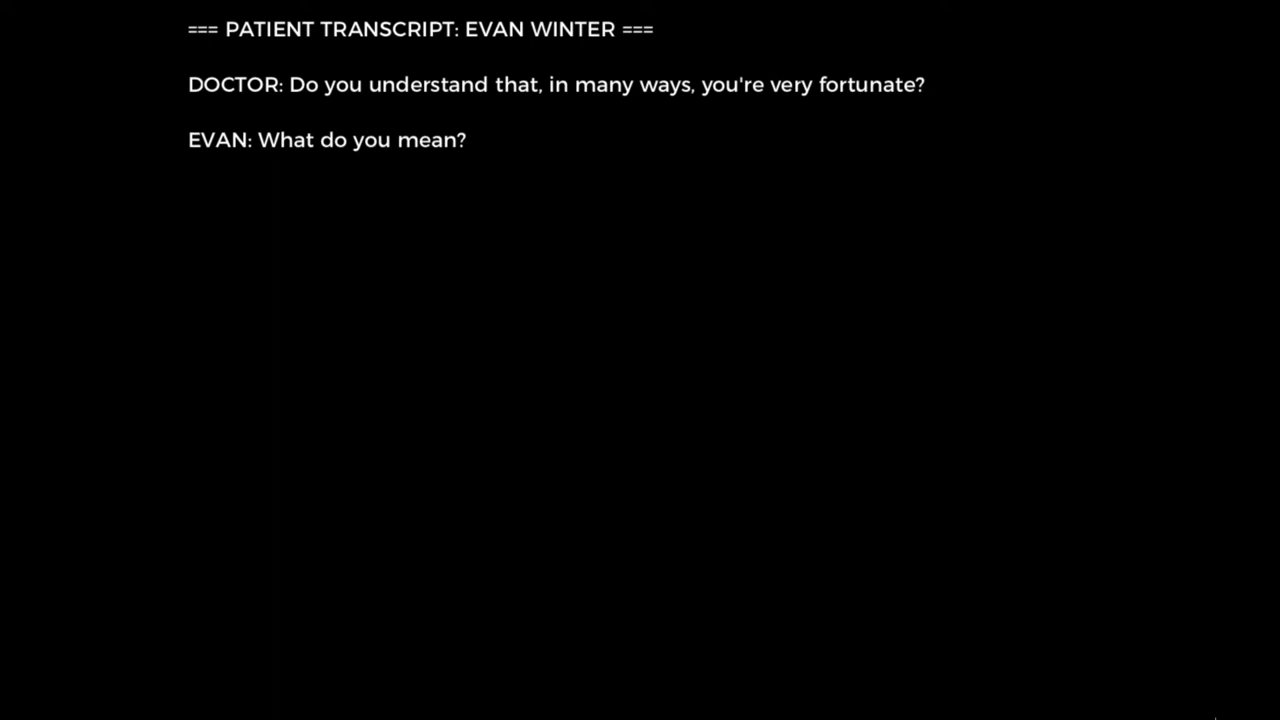 === PATIENT TRANSCRIPT: EVAN WINTER ===
DOCTOR: Do you understand that, in many ways, you're very fortunate?
EVAN: What do you mean?